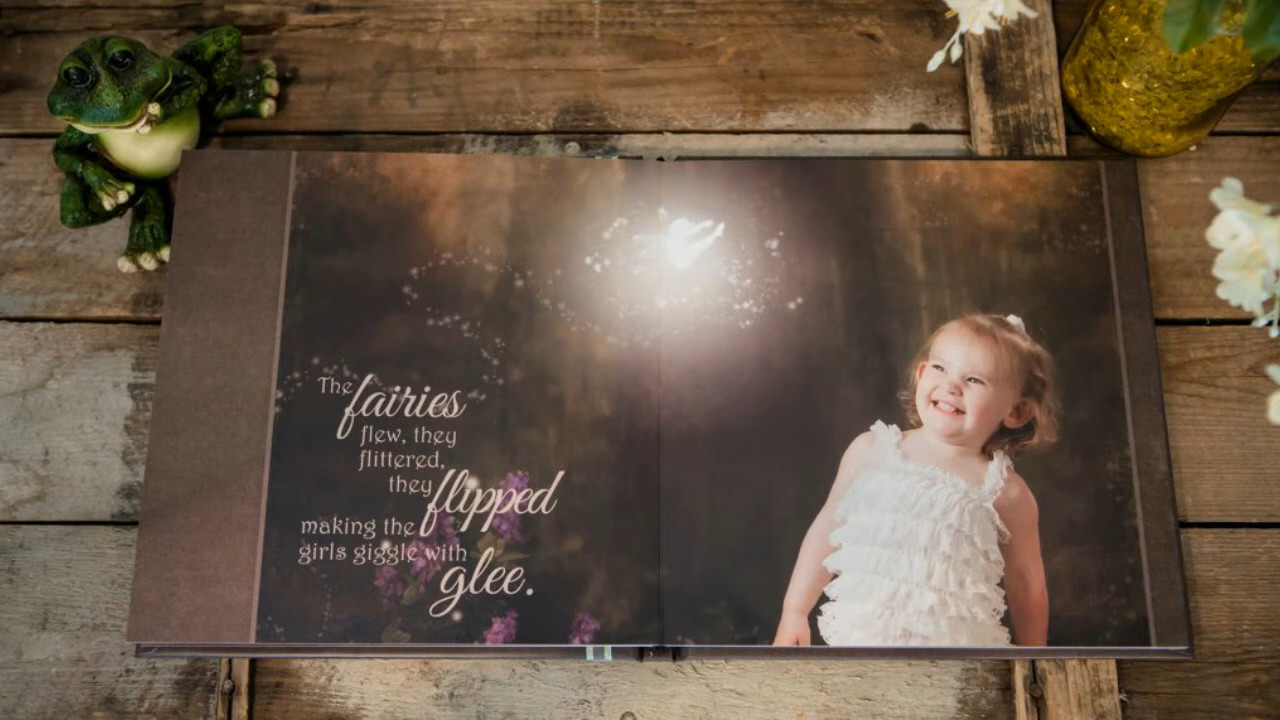 The fairies
flew, they
flittered,
they flipped
making the
girls giggle with
glee.